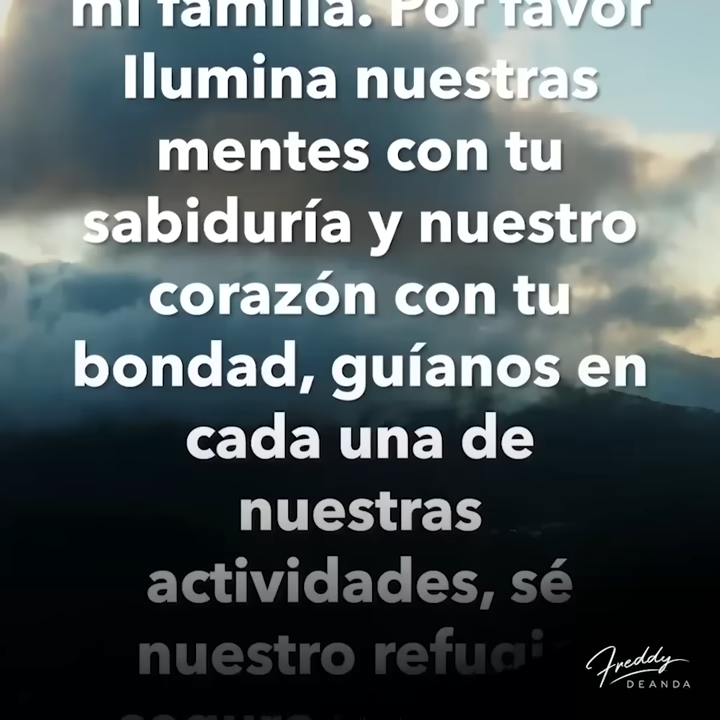 mi familia. Por favor
Ilumina nuestras
mentes con tu
sabiduría y nuestro
corazón con tu
bondad, guíanos en
cada una de
nuestras
actividades, sé
nuestro
Freddy
DEANDA